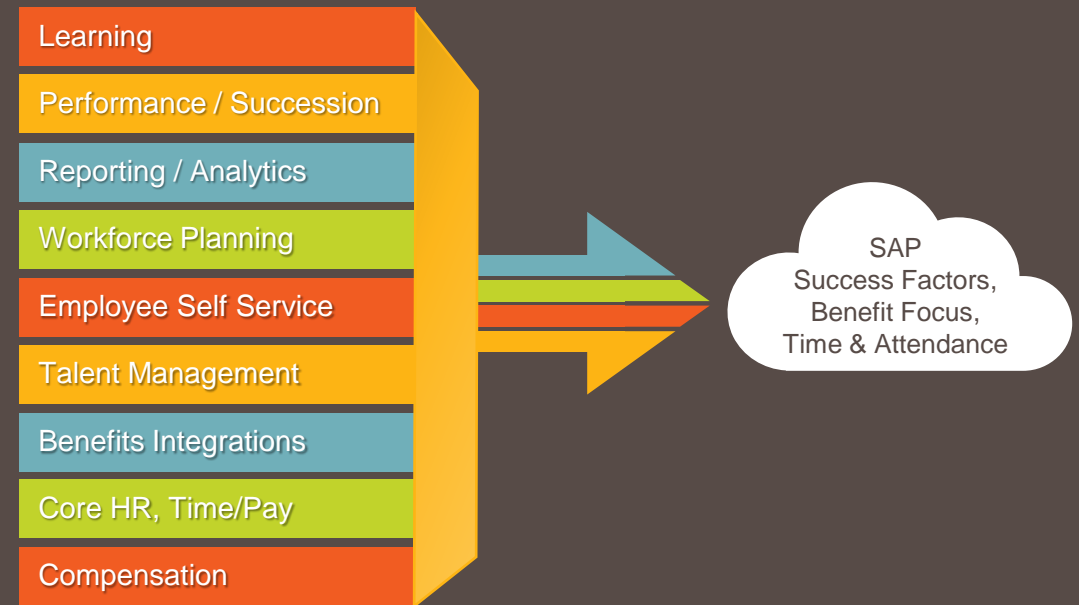 Learning
Performance / Succession
Reporting / Analytics
Workforce Planning
Employee Self Service
Talent Management
Benefits Integrations
Core HR, Time/Pay
Compensation
SAP
Success Factors,
Benefit Focus,
Time & Attendance